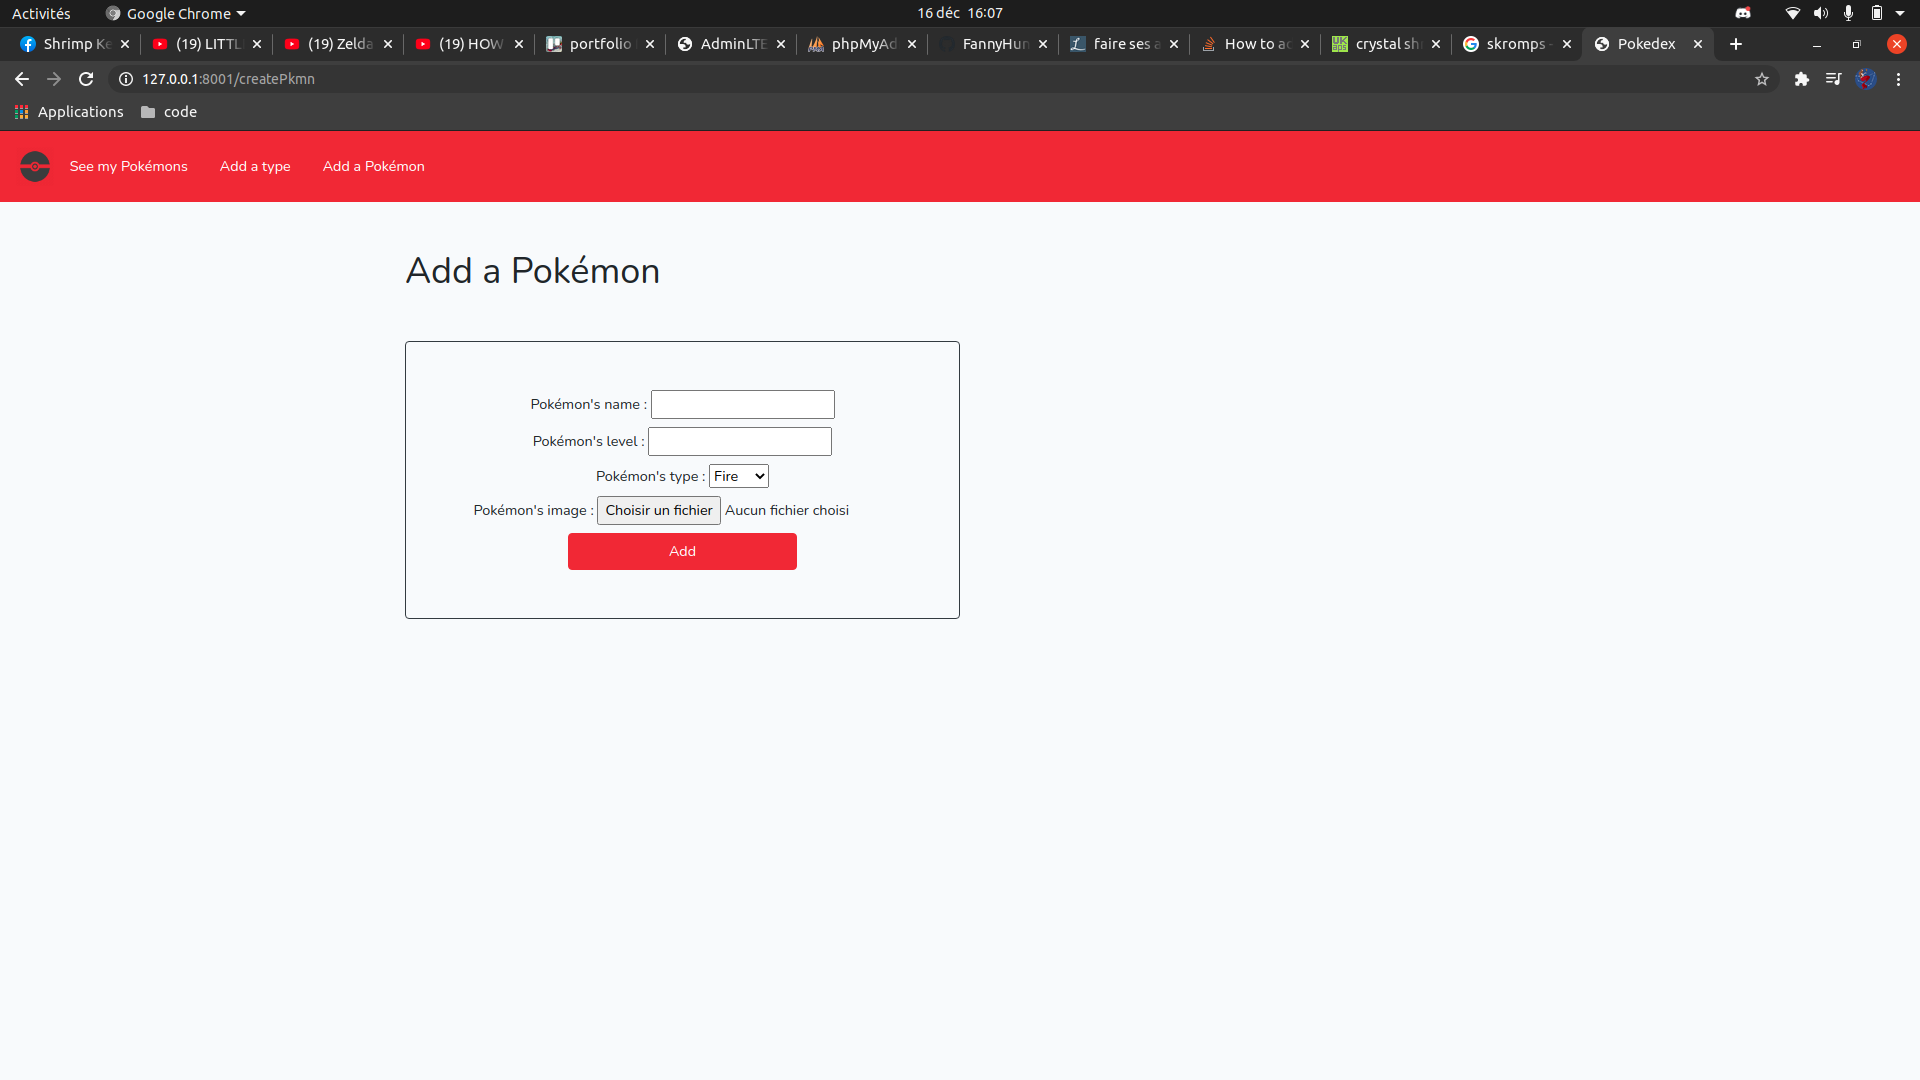 Activités Google Chrome 16 déc 16:07
Shrimp Ke (19) LITTL (19) Zelda (19) HOW portfolio AdminLTE phpMyAd FannyHun faire ses a How to ac crystal shr skromps - Pokedex
127.0.0.1:8001/createPkmn
Applications code
See my Pokémons Add a type Add a Pokémon
Add a Pokémon
Pokémon's name :
Pokémon's level :
Pokémon's type : Fire
Pokémon's image : Choisir un fichier Aucun fichier choisi
Add